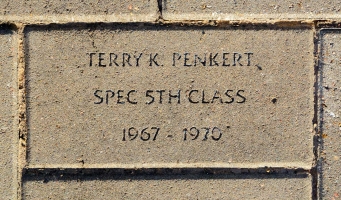 TERRY K. PENKERT
SPEC 5TH CLASS
1967 - 1970